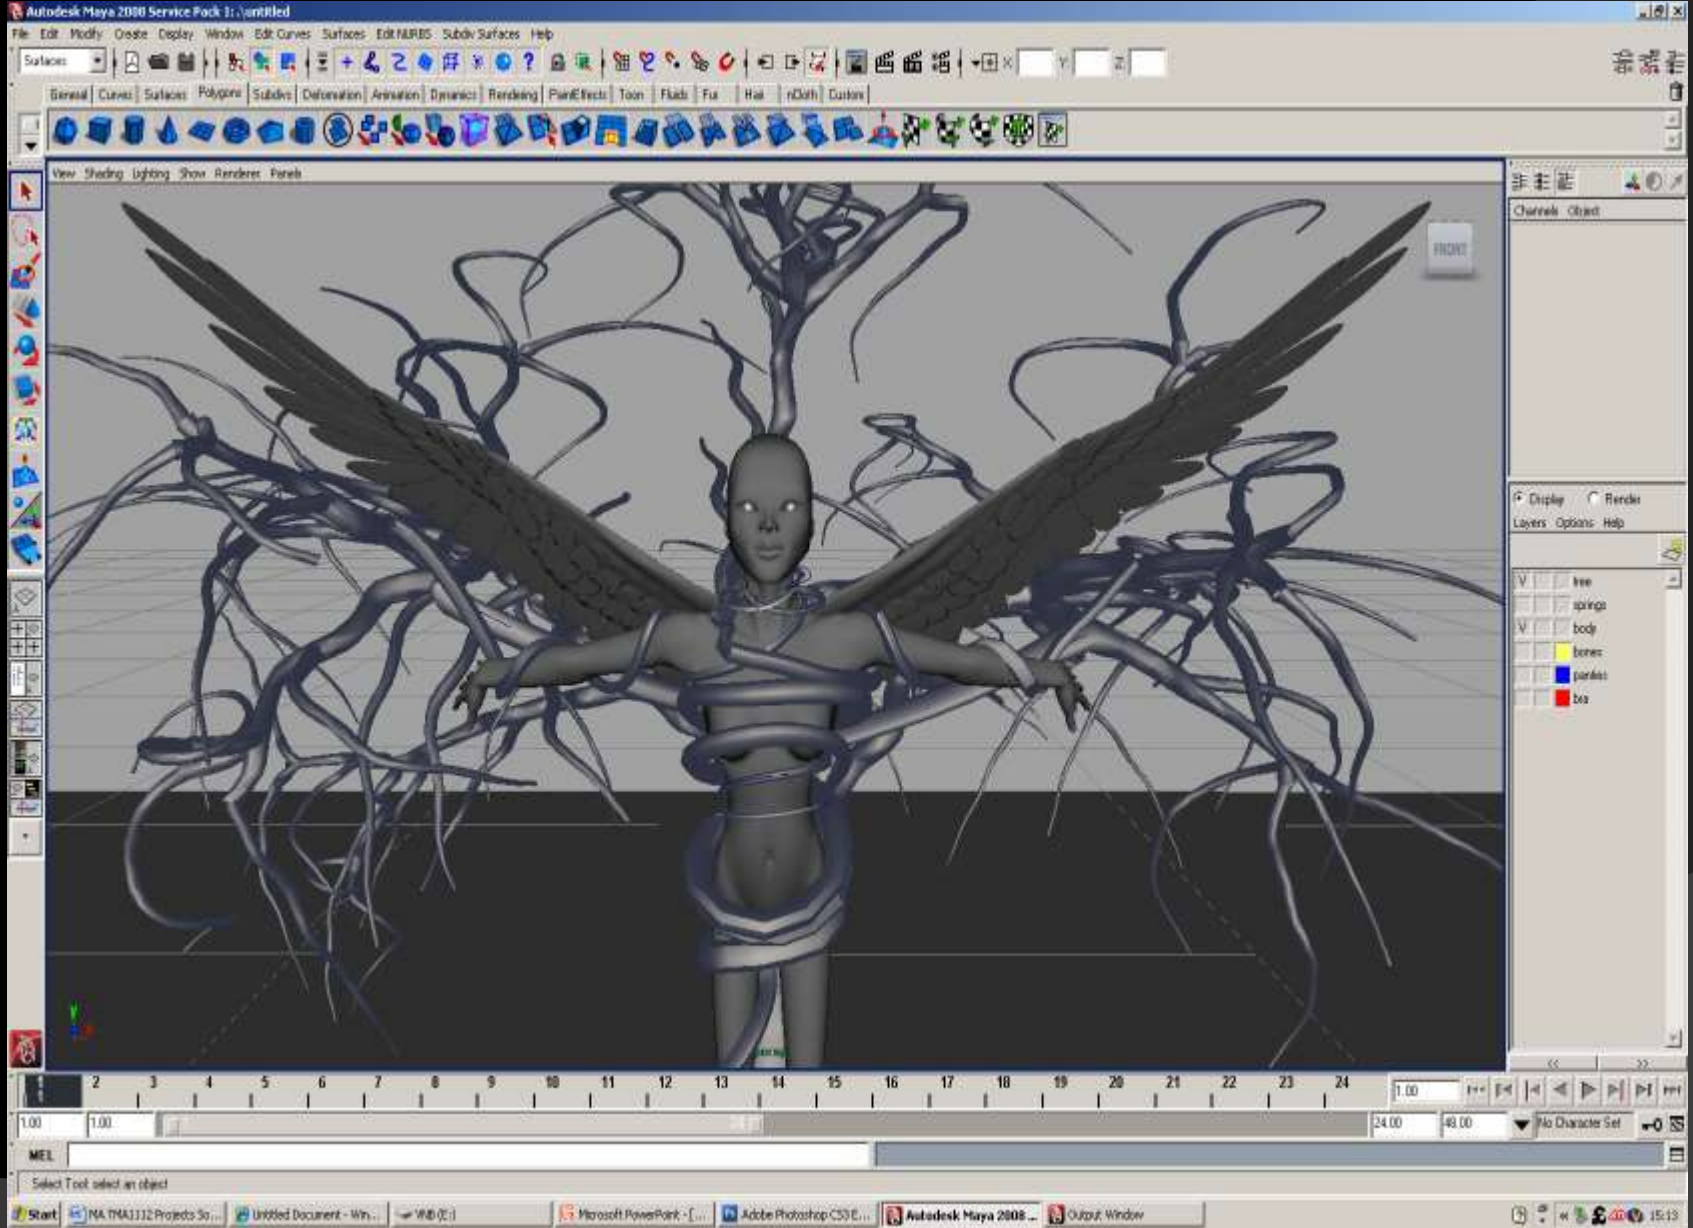 Autodesk Maya 2008 Service Pack 1: .\untitled
File Edit Modify Create Display Window Edit Curves Surfaces Edit NURBS Subdiv Surfaces Help
Surfaces X Y Z
General Curves Surfaces Polygons Subdivs Deformation Animation Dynamics Rendering PaintEffects Toon Fluids Fur Hair nCloth Custom
View Shading Lighting Show Renderer Panels
Channels Object
FRONT
Display Render
Layers Options Help
V tree
springs
V body
bones
panties
bra
y
persp
2 3 4 5 6 7 8 9 10 11 12 13 14 15 16 17 18 19 20 21 22 23 24 1.00
1.00 1.00 24.00 48.00 No Character Set
MEL
Select Tool: select an object
Start MA TMA1112 Projects So... Untitled Document - Win... VNB (E:) Microsoft PowerPoint - [... Adobe Photoshop CS3 E... Autodesk Maya 2008 ... Output Window 15:13